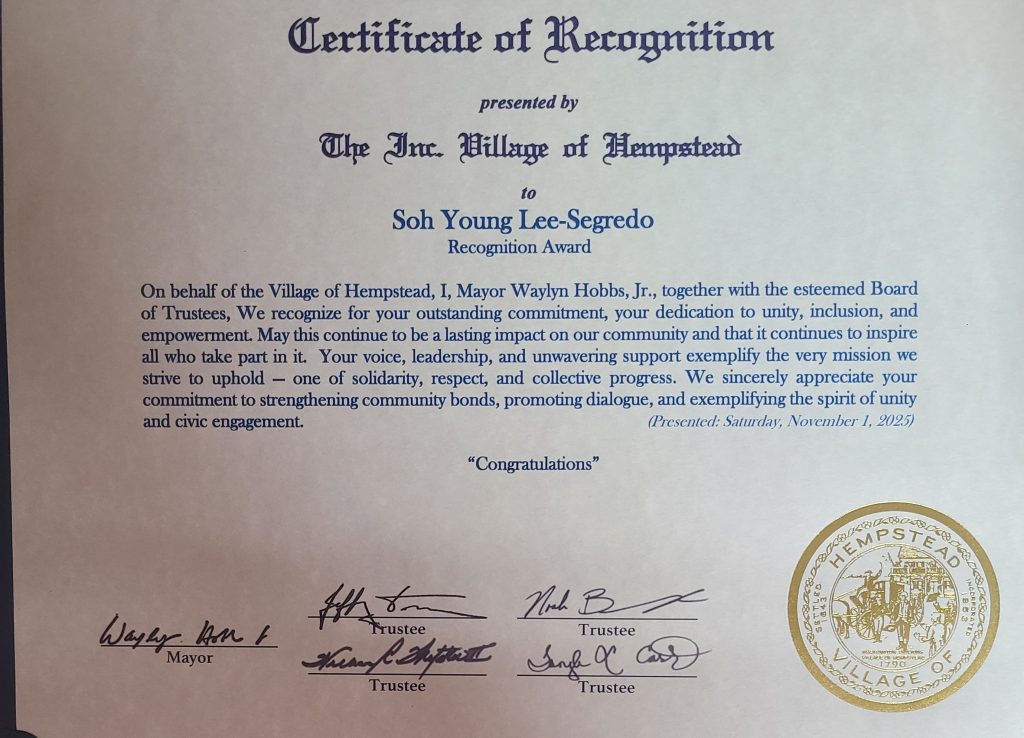 Certificate of Recognition
presented by
The Inc. Village of Hempstead
to
Soh Young Lee-Segredo
Recognition Award
On behalf of the Village of Hempstead, I, Mayor Waylyn Hobbs, Jr., together with the esteemed Board
of Trustees, We recognize for your outstanding commitment, your dedication to unity, inclusion, and
empowerment. May this continue to be a lasting impact on our community and that it continues to inspire
all who take part in it. Your voice, leadership, and unwavering support exemplify the very mission we
strive to uphold – one of solidarity, respect, and collective progress. We sincerely appreciate your
commitment to strengthening community bonds, promoting dialogue, and exemplifying the spirit of unity
and civic engagement. (Presented: Saturday, November 1, 2025)
“Congratulations”
Mayor
Trustee
Trustee
Trustee
Trustee
HEMPSTEAD
SETTLED 1643
INCORPORATED 1853
1790
VILLAGE OF